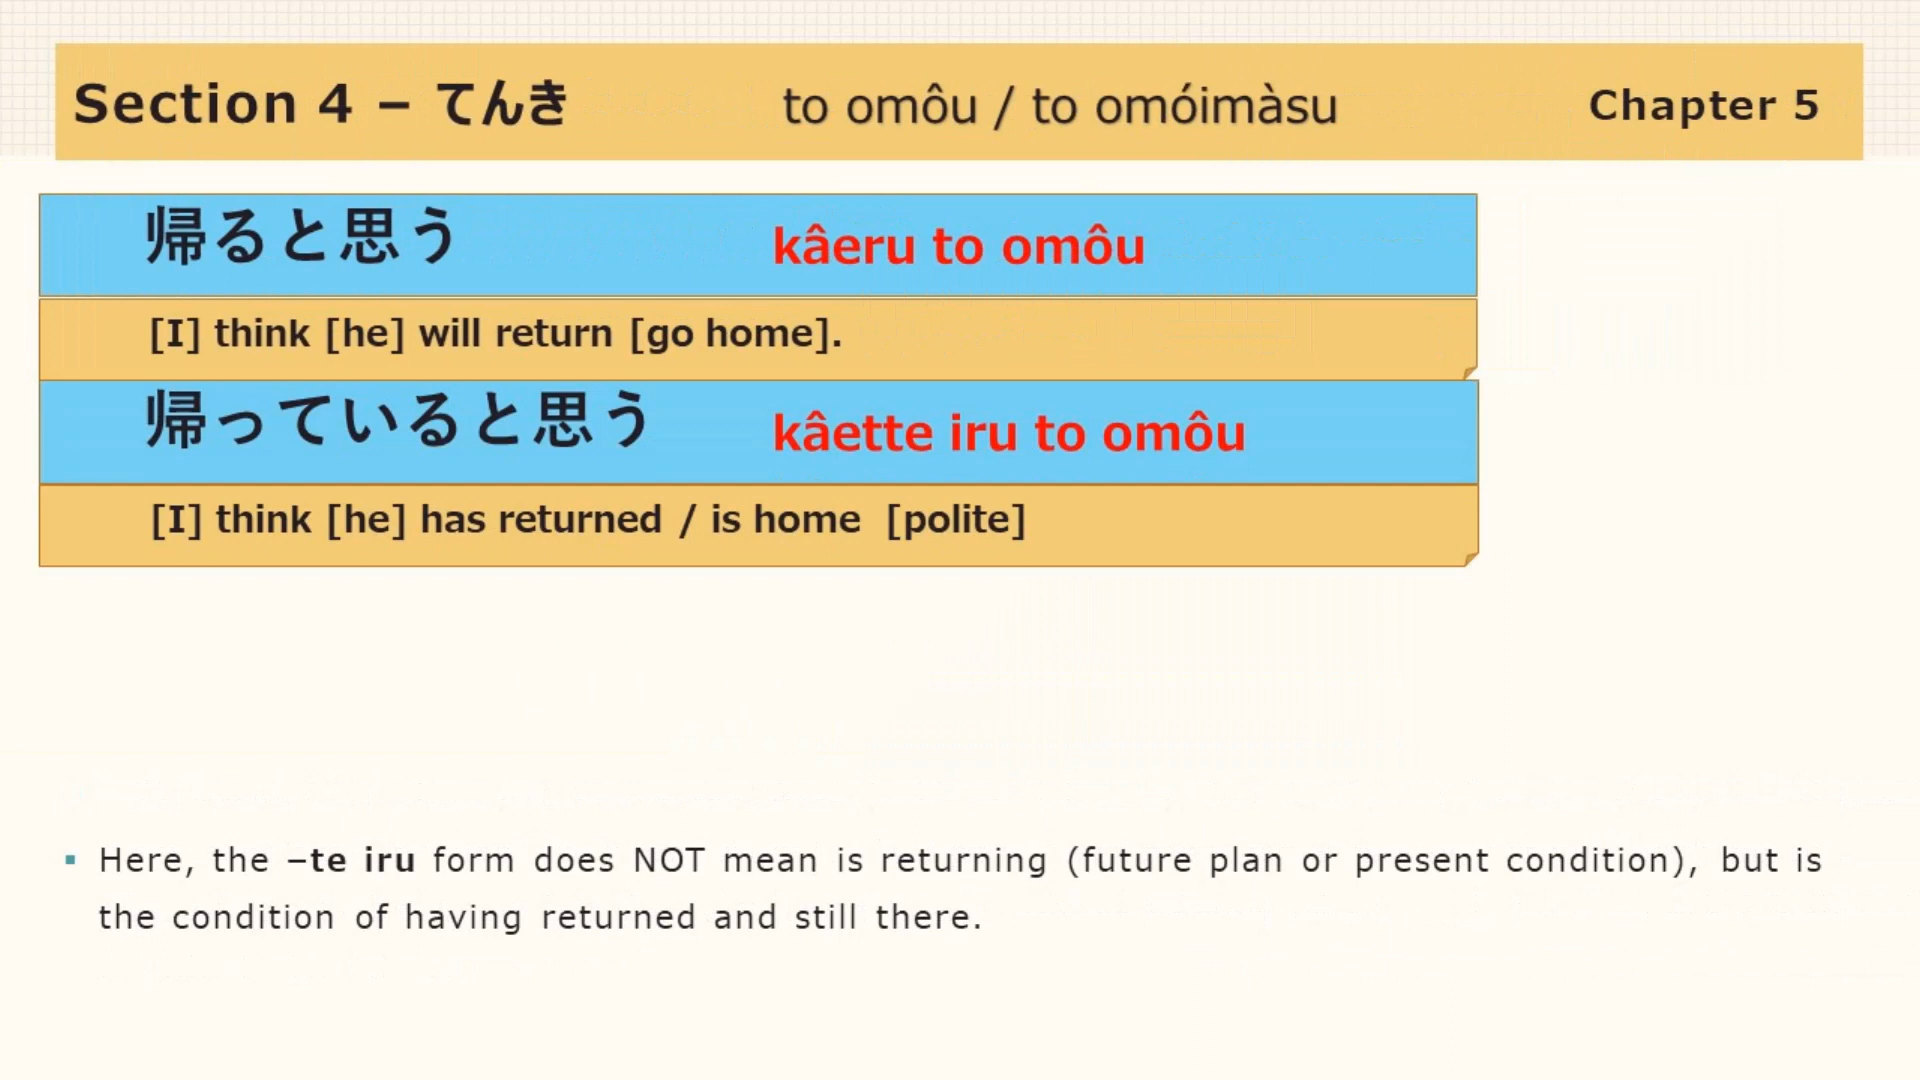 Section 4 – てんき to omôu / to omóimàsu Chapter 5
帰ると思う kâeru to omôu
[I] think [he] will return [go home].
帰っていると思う kâette iru to omôu
[I] think [he] has returned / is home [polite]
▪ Here, the –te iru form does NOT mean is returning (future plan or present condition), but is
the condition of having returned and still there.